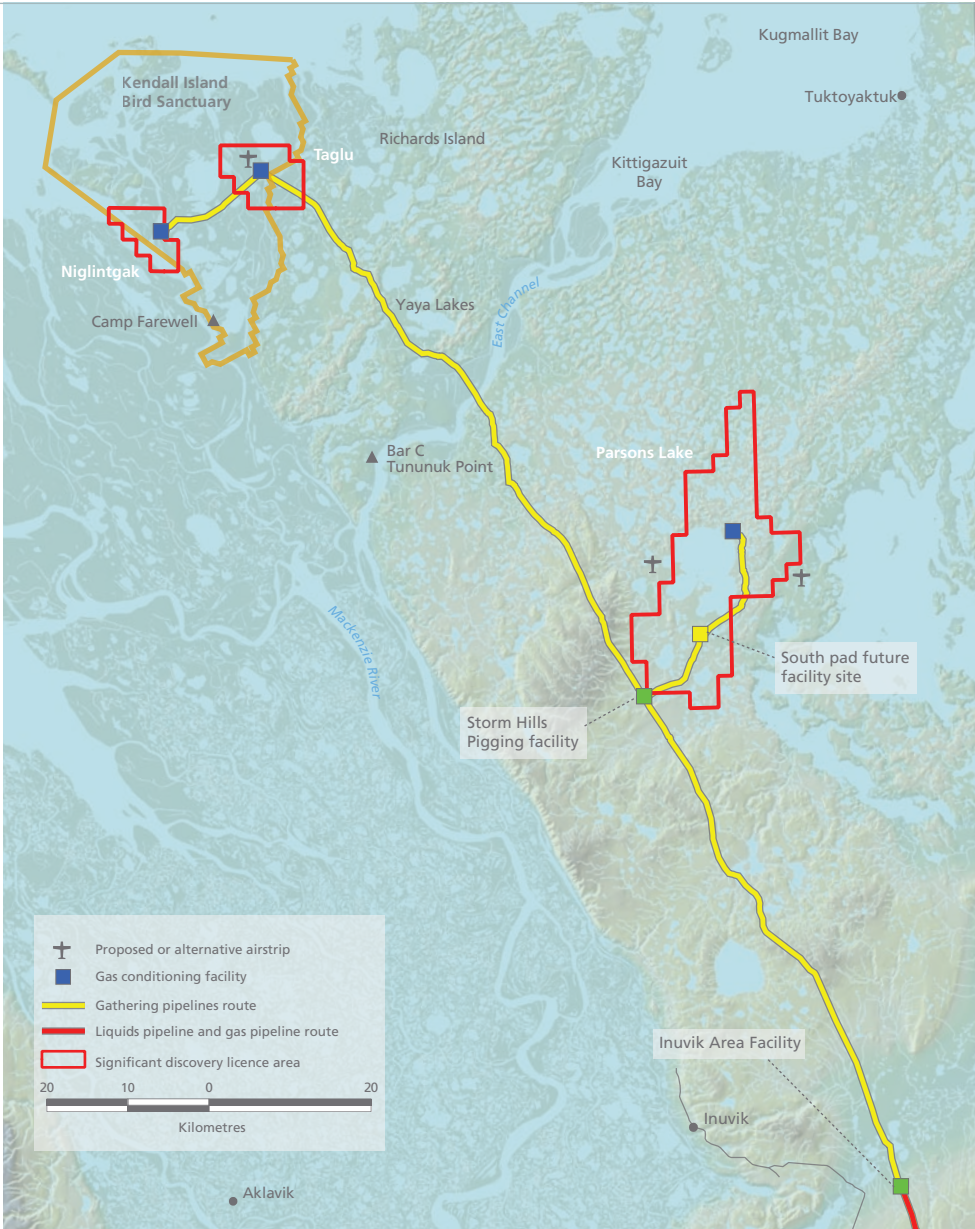 Kugmallit Bay
Kendall Island
Bird Sanctuary
Tuktoyaktuk
Richards Island
Taglu
Kittigazuit
Bay
Niglintgak
East Channel
Yaya Lakes
Camp Farewell
Bar C
Tununuk Point
Parsons Lake
Mackenzie River
South pad future
facility site
Storm Hills
Pigging facility
Proposed or alternative airstrip
Gas conditioning facility
Gathering pipelines route
Liquids pipeline and gas pipeline route
Significant discovery licence area
20 10 0 20
Kilometres
Inuvik Area Facility
Inuvik
Aklavik